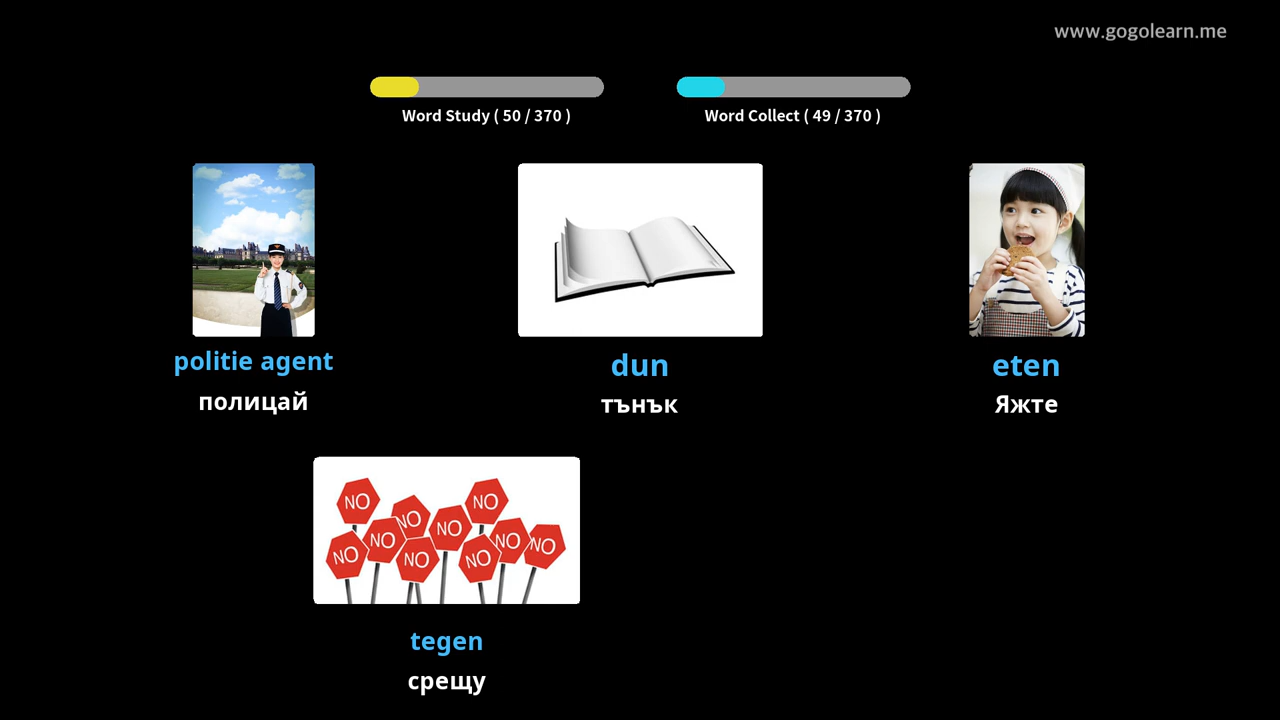 www.gogolearn.me
Word Study ( 50 / 370 )
Word Collect ( 49 / 370 )
politie agent
полицай
dun
тънък
eten
Яжте
NO
NO
NO
NO
NO
NO
NO
NO
NO
NO
tegen
срещу